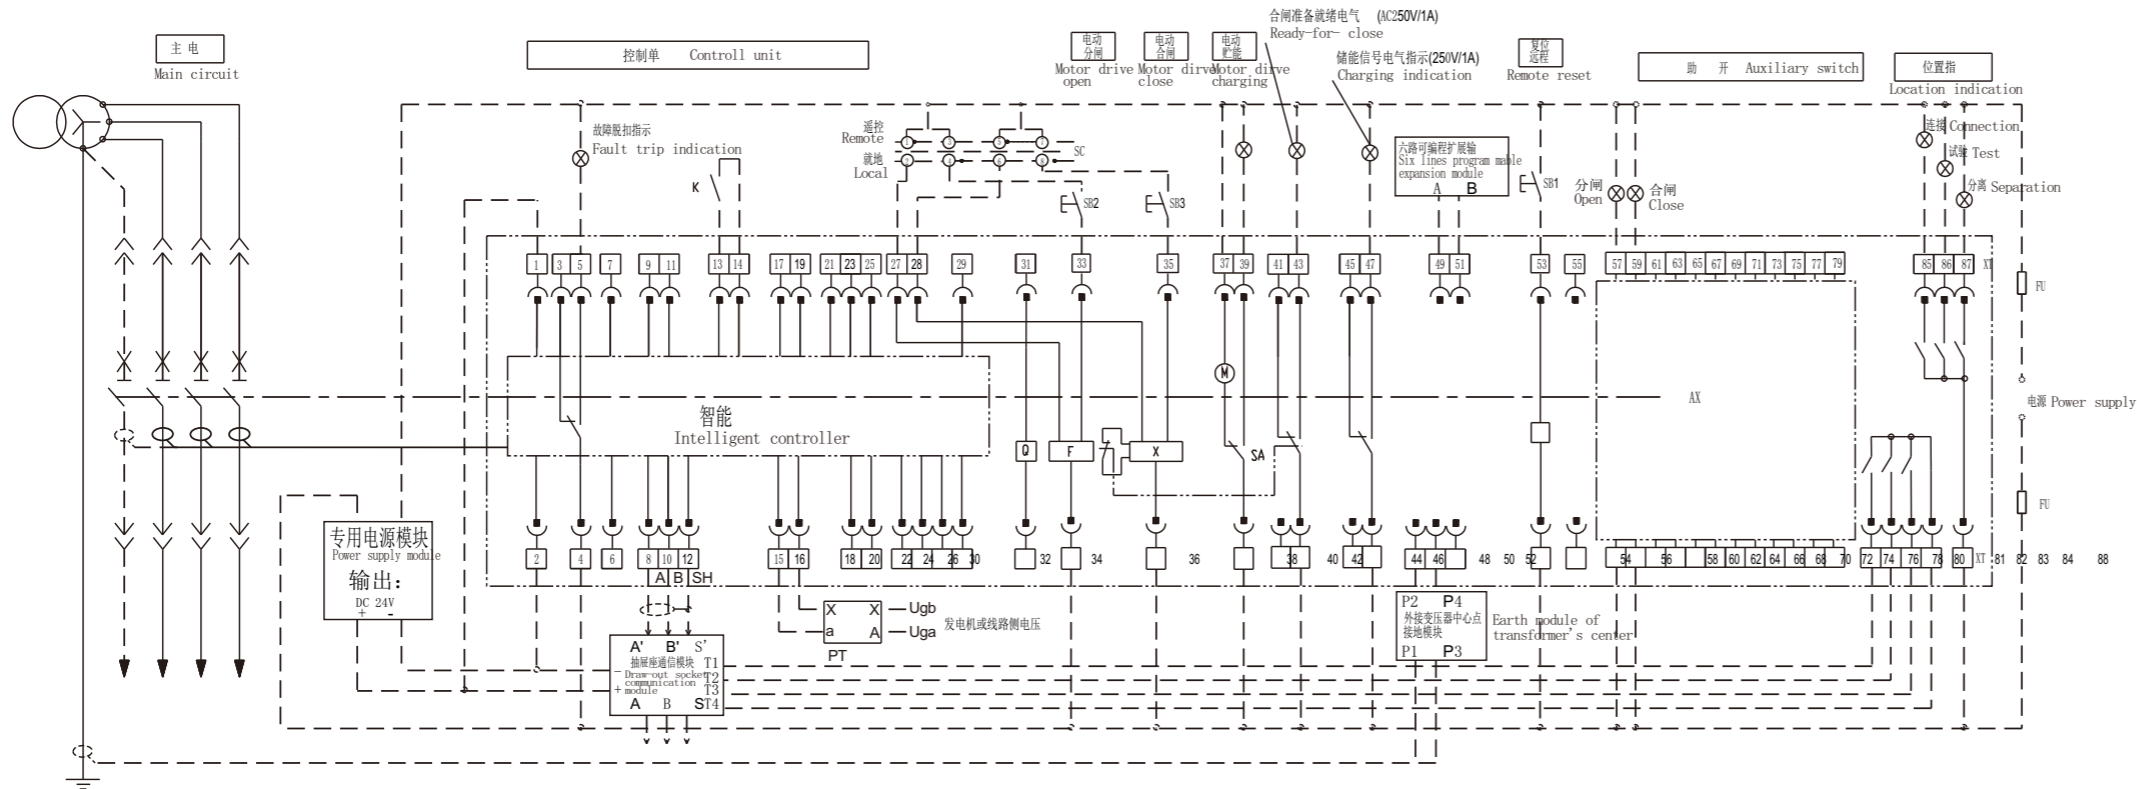 主 电
Main circuit
控制单 Controll unit
电动
分闸
Motor drive
open
电动
合闸
Motor dirve
close
电动
贮能
Motor dirve
charging
合闸准备就绪电气 (AC250V/1A)
Ready-for- close
储能信号电气指示(250V/1A)
Charging indication
复位
远程
Remote reset
助 开 Auxiliary switch
位置指
Location indication
故障脱扣指示
Fault trip indication
遥控
Remote
就地
Local
1 3 5 7
2 4 6 8
SC
K
SB2
SB3
六路可编程扩展输
Six lines program mable
expansion module
A B
SB1
分闸
Open
合闸
Close
连接 Connection
试验 Test
分离 Separation
1 3 5 7 9 11 13 14 17 19 21 23 25 27 28 29 31 33 35 37 39 41 43 45 47 49 51 53 55 57 59 61 63 65 67 69 71 73 75 77 79 85 86 87 XT
FU
M
AX
电源 Power supply
智能
Intelligent controller
Q
F
X
SA
FU
专用电源模块
Power supply module
输出:
DC 24V
+ -
2 4 6 8 10 12 15 16 18 20 22 24 26 30 32 34 36 38 40 42 44 46 48 50 52 54 56 58 60 62 64 66 68 70 72 74 76 78 80 XT 81 82 83 84 88
A B SH
X X
a A
PT
Ugb
Uga
发电机或线路侧电压
P2 P4
外接变压器中心点
接地模块
P1 P3
Earth module of
transformer's center
A' B' S'
抽屉座通信模块 T1
- Draw-out socket T2
communication
+ module T3
A B S T4